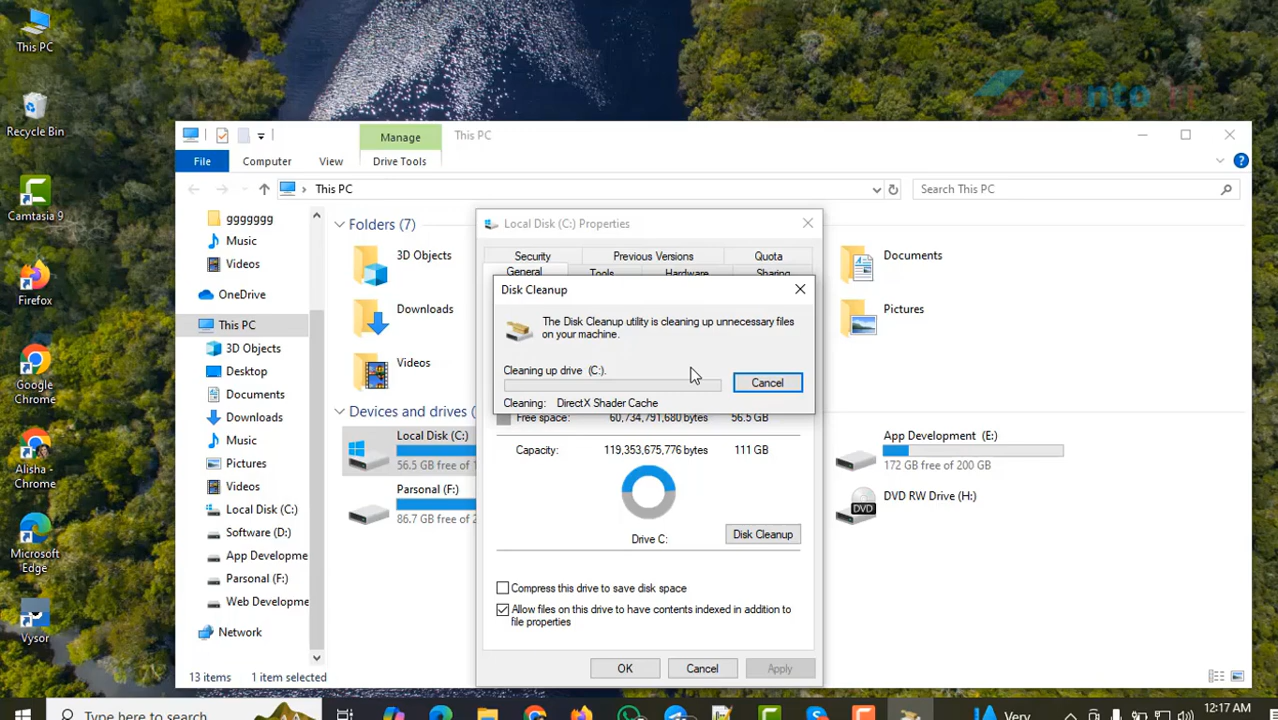 This PC
Recycle Bin
Camtasia 9
Firefox
Google
Chrome
Alisha -
Chrome
Microsoft
Edge
Vysor
Manage
This PC
File
Computer
View
Drive Tools
This PC
Search This PC
ggggggg
Music
Videos
OneDrive
This PC
3D Objects
Desktop
Documents
Downloads
Music
Pictures
Videos
Local Disk (C:)
Software (D:)
App Developme
Parsonal (F:)
Web Developme
Network
Folders (7)
3D Objects
Downloads
Videos
Documents
Pictures
Devices and drives (
Local Disk (C:)
56.5 GB free of 1
Parsonal (F:)
86.7 GB free of 2
App Development (E:)
172 GB free of 200 GB
DVD RW Drive (H:)
DVD
Local Disk (C:) Properties
Security
Previous Versions
Quota
General
Tools
Hardware
Sharing
Disk Cleanup
The Disk Cleanup utility is cleaning up unnecessary files
on your machine.
Cleaning up drive (C:).
Cancel
Cleaning: DirectX Shader Cache
Free space: 60,734,791,680 bytes 56.5 GB
Capacity: 119,353,675,776 bytes 111 GB
Drive C:
Disk Cleanup
Compress this drive to save disk space
Allow files on this drive to have contents indexed in addition to
file properties
OK
Cancel
Apply
13 items 1 item selected
Type here to search
Very
12:17 AM